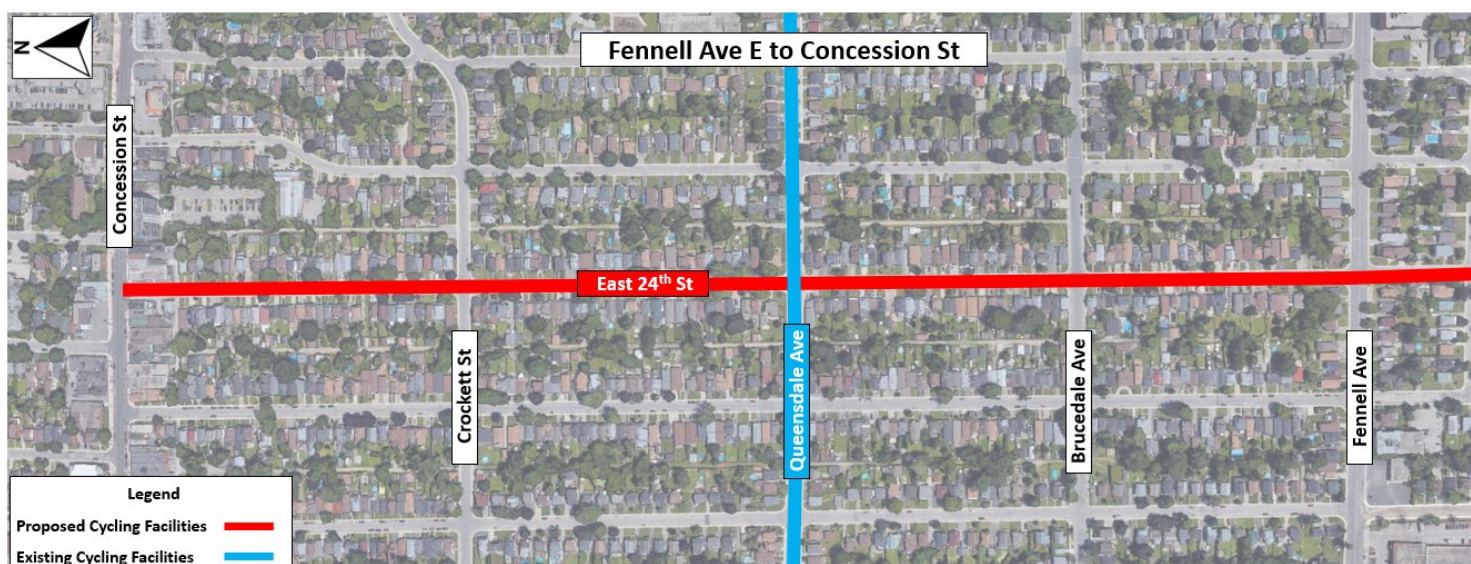 N
Fennell Ave E to Concession St
Concession St
East 24th St
Crockett St
Queensdale Ave
Brucedale Ave
Fennell Ave
Legend
Proposed Cycling Facilities
Existing Cycling Facilities